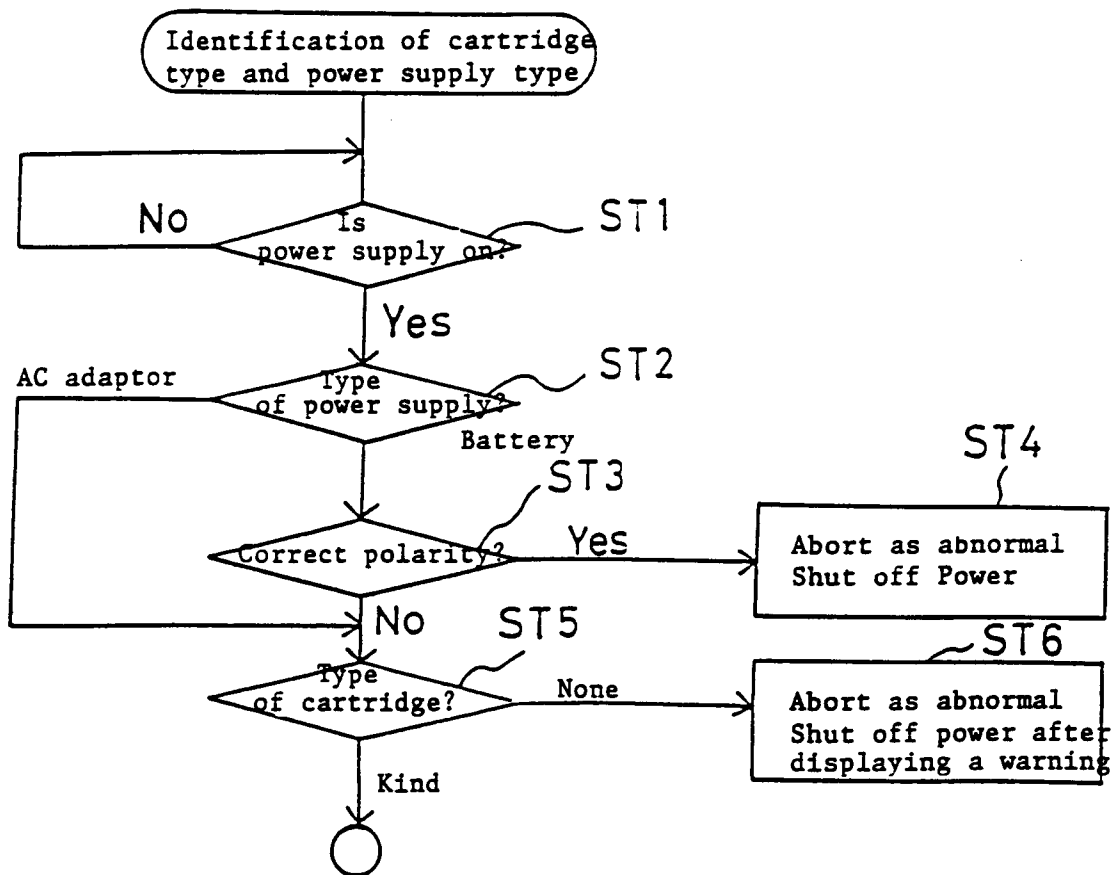 Identification of cartridge
type and power supply type
No
Is
power supply on?
ST1
Yes
AC adaptor
Type
of power supply?
ST2
Battery
ST3
ST4
Correct polarity?
Yes
Abort as abnormal
Shut off Power
No
ST5
ST6
Type
of cartridge?
None
Abort as abnormal
Shut off power after
displaying a warning
Kind